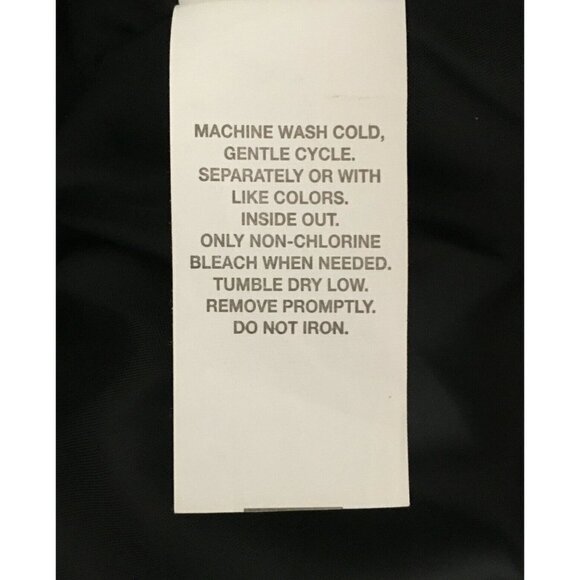 MACHINE WASH COLD,
GENTLE CYCLE.
SEPARATELY OR WITH
LIKE COLORS.
INSIDE OUT.
ONLY NON-CHLORINE
BLEACH WHEN NEEDED.
TUMBLE DRY LOW.
REMOVE PROMPTLY.
DO NOT IRON.